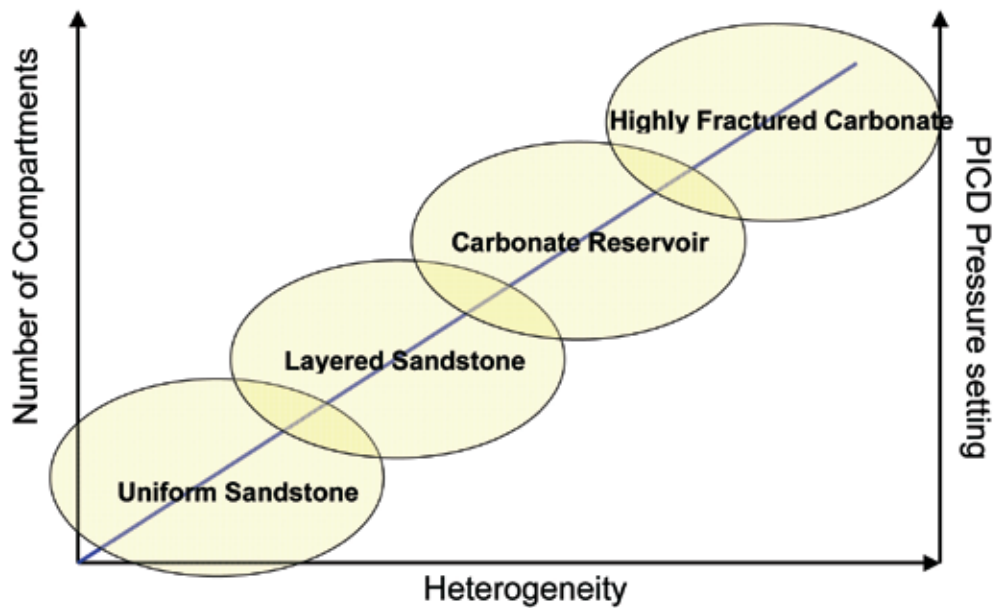 Number of Compartments
Highly Fractured Carbonate
Carbonate Reservoir
Layered Sandstone
Uniform Sandstone
PICD Pressure setting
Heterogeneity